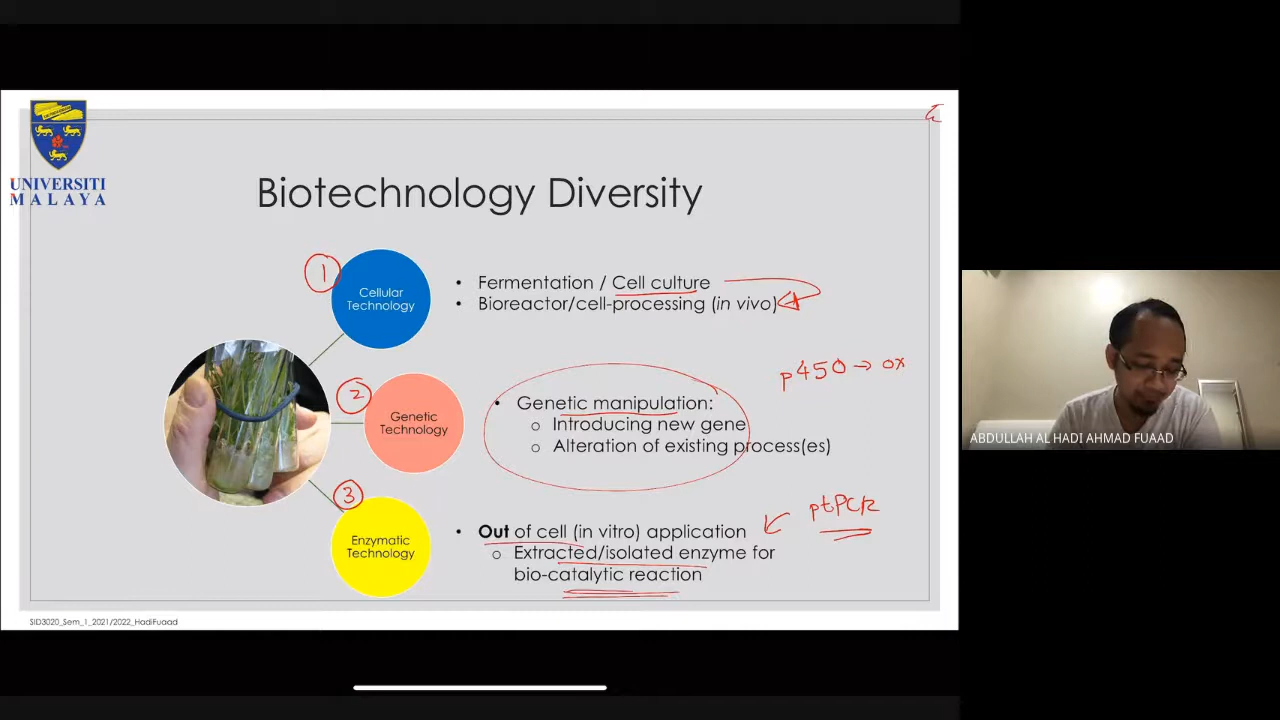 UNIVERSITI
MALAYA
Biotechnology Diversity
1
Cellular
Technology
• Fermentation / Cell culture
• Bioreactor/cell-processing (in vivo)
p450 → ox
2
Genetic
Technology
• Genetic manipulation:
o Introducing new gene
o Alteration of existing process(es)
3
Enzymatic
Technology
ptPCR
• Out of cell (in vitro) application
o Extracted/isolated enzyme for
bio-catalytic reaction
SID3020_Sem_1_2021/2022_HadiFuaad
ABDULLAH AL HADI AHMAD FUAAD